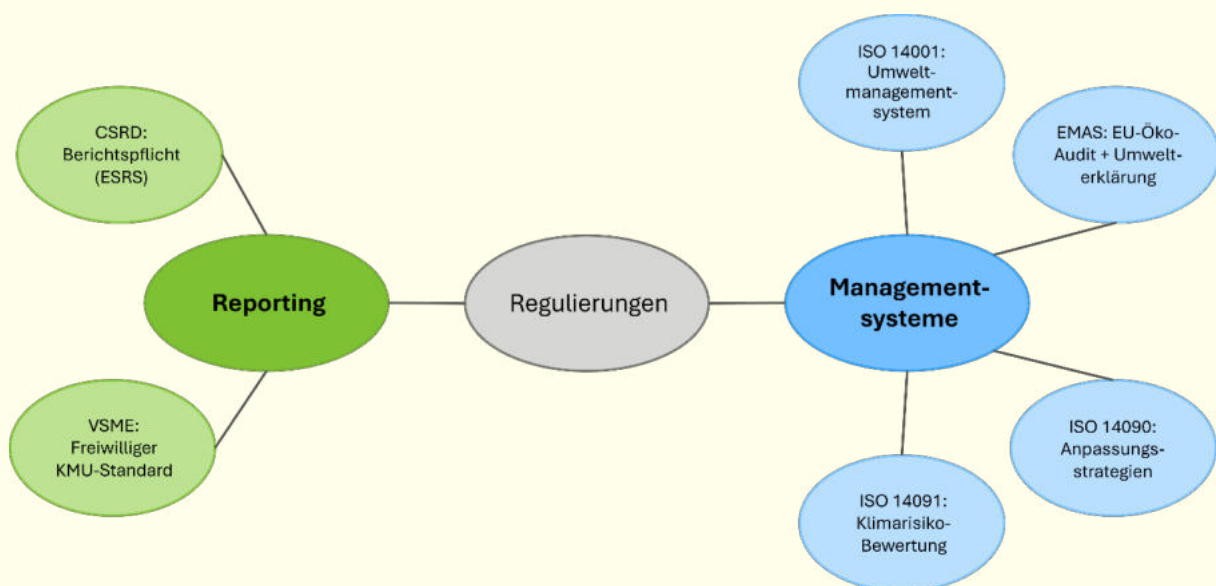 CSRD:
Berichtspflicht
(ESRS)
Reporting
VSME:
Freiwilliger
KMU-Standard
Regulierungen
ISO 14001:
Umwelt-
management-
system
EMAS: EU-Öko-
Audit + Umwelt-
erklärung
Management-
systeme
ISO 14090:
Anpassungs-
strategien
ISO 14091:
Klimarisiko-
Bewertung